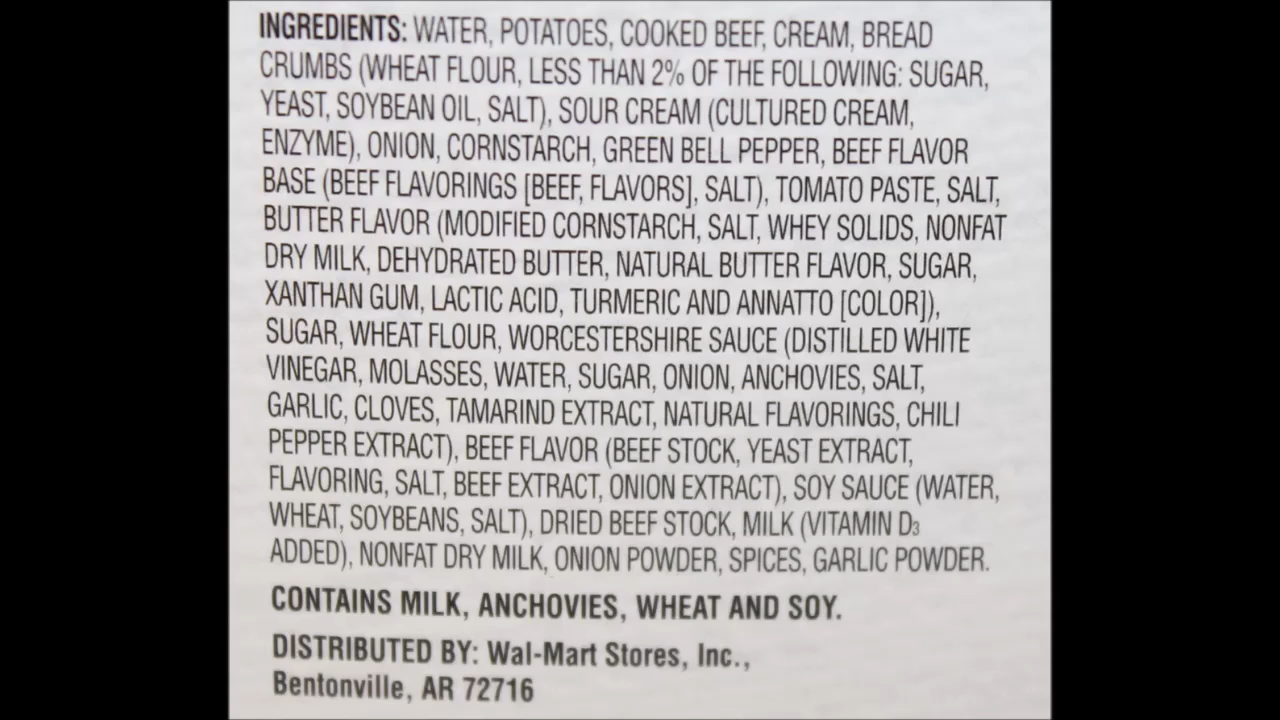 INGREDIENTS: WATER, POTATOES, COOKED BEEF, CREAM, BREAD
CRUMBS (WHEAT FLOUR, LESS THAN 2% OF THE FOLLOWING: SUGAR,
YEAST, SOYBEAN OIL, SALT), SOUR CREAM (CULTURED CREAM,
ENZYME), ONION, CORNSTARCH, GREEN BELL PEPPER, BEEF FLAVOR
BASE (BEEF FLAVORINGS [BEEF, FLAVORS], SALT), TOMATO PASTE, SALT,
BUTTER FLAVOR (MODIFIED CORNSTARCH, SALT, WHEY SOLIDS, NONFAT
DRY MILK, DEHYDRATED BUTTER, NATURAL BUTTER FLAVOR, SUGAR,
XANTHAN GUM, LACTIC ACID, TURMERIC AND ANNATTO [COLOR]),
SUGAR, WHEAT FLOUR, WORCESTERSHIRE SAUCE (DISTILLED WHITE
VINEGAR, MOLASSES, WATER, SUGAR, ONION, ANCHOVIES, SALT,
GARLIC, CLOVES, TAMARIND EXTRACT, NATURAL FLAVORINGS, CHILI
PEPPER EXTRACT), BEEF FLAVOR (BEEF STOCK, YEAST EXTRACT,
FLAVORING, SALT, BEEF EXTRACT, ONION EXTRACT), SOY SAUCE (WATER,
WHEAT, SOYBEANS, SALT), DRIED BEEF STOCK, MILK (VITAMIN D3
ADDED), NONFAT DRY MILK, ONION POWDER, SPICES, GARLIC POWDER.
CONTAINS MILK, ANCHOVIES, WHEAT AND SOY.
DISTRIBUTED BY: Wal-Mart Stores, Inc.,
Bentonville, AR 72716